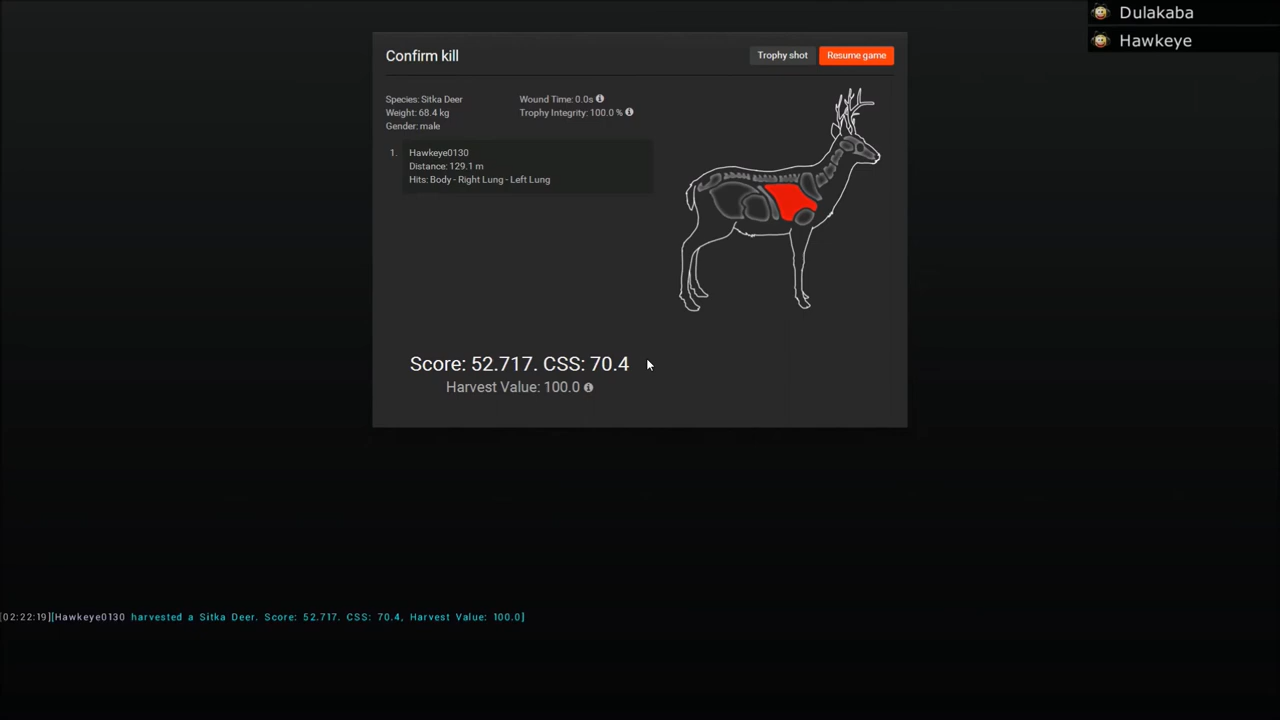 Dulakaba
Hawkeye
Confirm kill
Trophy shot
Resume game
Species: Sitka Deer
Weight: 68.4 kg
Gender: male
Wound Time: 0.0s
Trophy Integrity: 100.0 %
1.
Hawkeye0130
Distance: 129.1 m
Hits: Body - Right Lung - Left Lung
Score: 52.717. CSS: 70.4
Harvest Value: 100.0
[02:22:19][Hawkeye0130 harvested a Sitka Deer. Score: 52.717. CSS: 70.4, Harvest Value: 100.0]